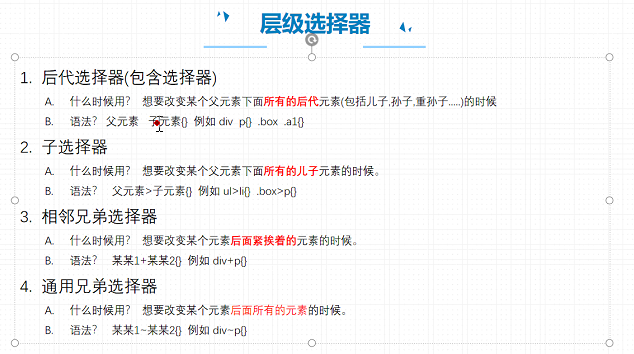 层级选择器
1. 后代选择器(包含选择器)
A. 什么时候用? 想要改变某个父元素下面所有的后代元素(包括儿子,孙子,重孙子.....)的时候
B. 语法? 父元素 子元素{} 例如 div p{} .box .a1{}
2. 子选择器
A. 什么时候用? 想要改变某个父元素下面所有的儿子元素的时候。
B. 语法? 父元素>子元素{} 例如 ul>li{} .box>p{}
3. 相邻兄弟选择器
A. 什么时候用? 想要改变某个元素后面紧挨着的元素的时候。
B. 语法? 某某1+某某2{} 例如 div+p{}
4. 通用兄弟选择器
A. 什么时候用? 想要改变某个元素后面所有的元素的时候。
B. 语法? 某某1~某某2{} 例如 div~p{}